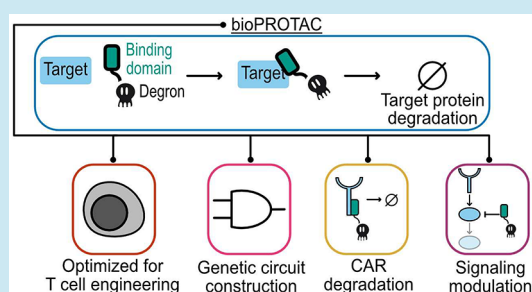 bioPROTAC
Target
Binding
domain
Degron
Target
Target protein
degradation
Optimized for
T cell engineering
Genetic circuit
construction
CAR
degradation
Signaling
modulation